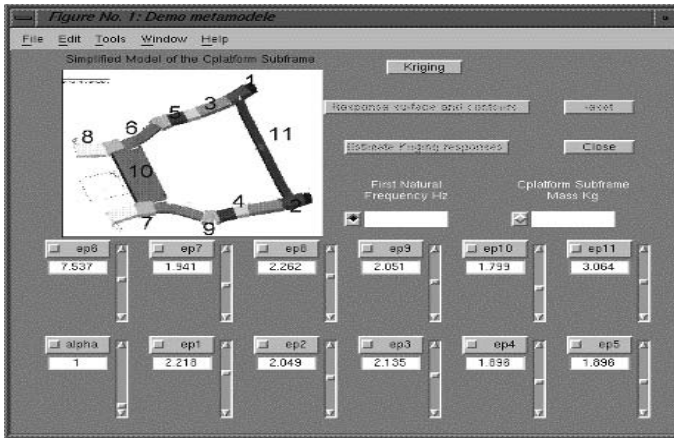 Figure No. 1: Demo metamodele
File Edit Tools Window Help
Simplified Model of the Cplatform Subframe
Kriging
1
3
5
6
8
11
10
4
2
7
9
Response surface and contours
Reset
Estimate Kriging responses
Close
First Natural Frequency Hz
Cplatform Subframe Mass Kg
ep6 ep7 ep8 ep9 ep10 ep11
7.537 1.941 2.262 2.051 1.799 3.064
alpha ep1 ep2 ep3 ep4 ep5
1 2.218 2.049 2.135 1.896 1.896